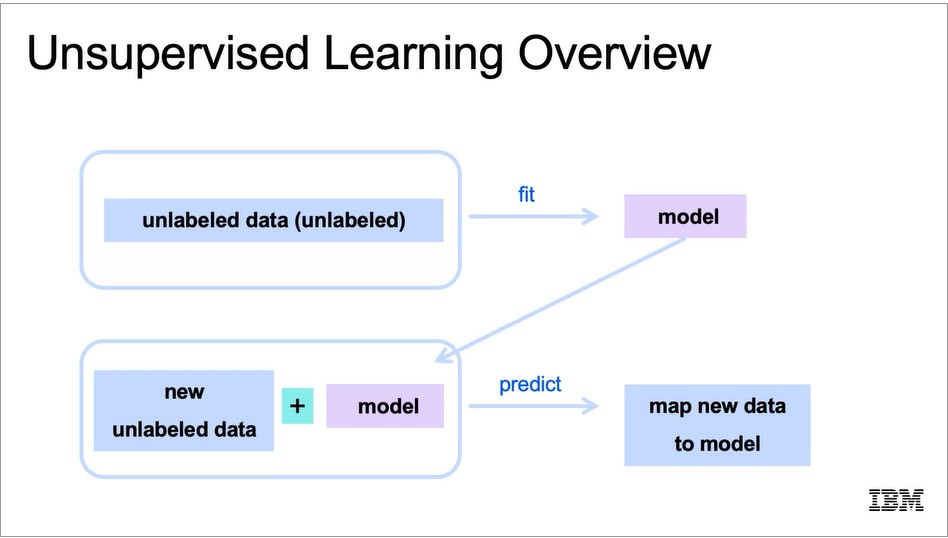 Unsupervised Learning Overview
unlabeled data (unlabeled)
fit
model
new
unlabeled data
+
model
predict
map new data
to model
IBM